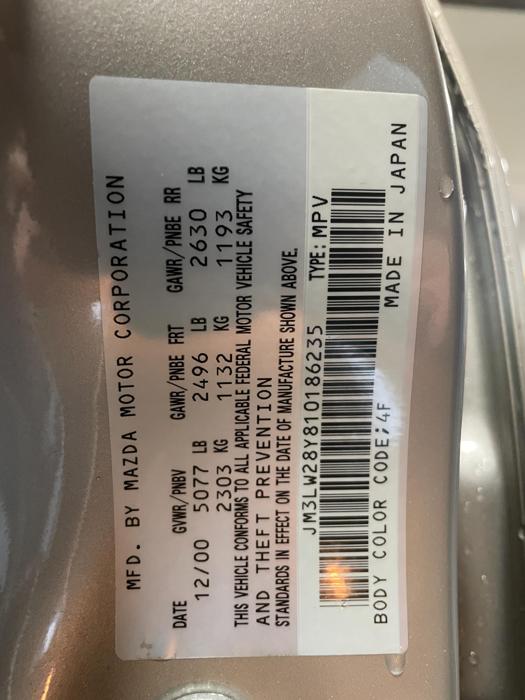 MFD. BY MAZDA MOTOR CORPORATION
DATE GVWR/PNBV GAWR/PNBE FRT GAWR/PNBE RR
12/00 5077 LB 2496 LB 2630 LB
2303 KG 1132 KG 1193 KG
THIS VEHICLE CONFORMS TO ALL APPLICABLE FEDERAL MOTOR VEHICLE SAFETY
AND THEFT PREVENTION
STANDARDS IN EFFECT ON THE DATE OF MANUFACTURE SHOWN ABOVE.
JM3LW28Y810186235 TYPE: MPV
BODY COLOR CODE; 4F MADE IN JAPAN